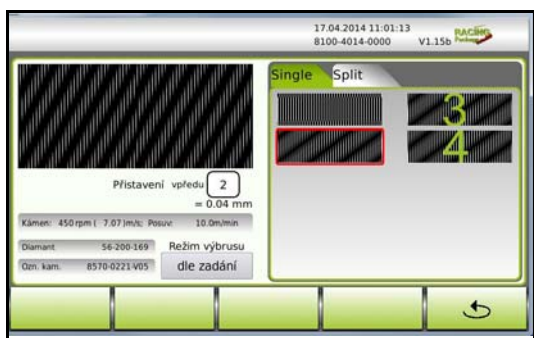 17.04.2014 11:01:13
8100-4014-0000 V1.15b
RACING
Single Split
3
4
Přistavení vpředu 2
= 0.04 mm
Kámen: 450 rpm ( 7.07 )m/s; Posuv: 10.0m/min
Diamant 56-200-169 Režim výbrusu
Ozn. kam. 8570-0221-V05 dle zadání